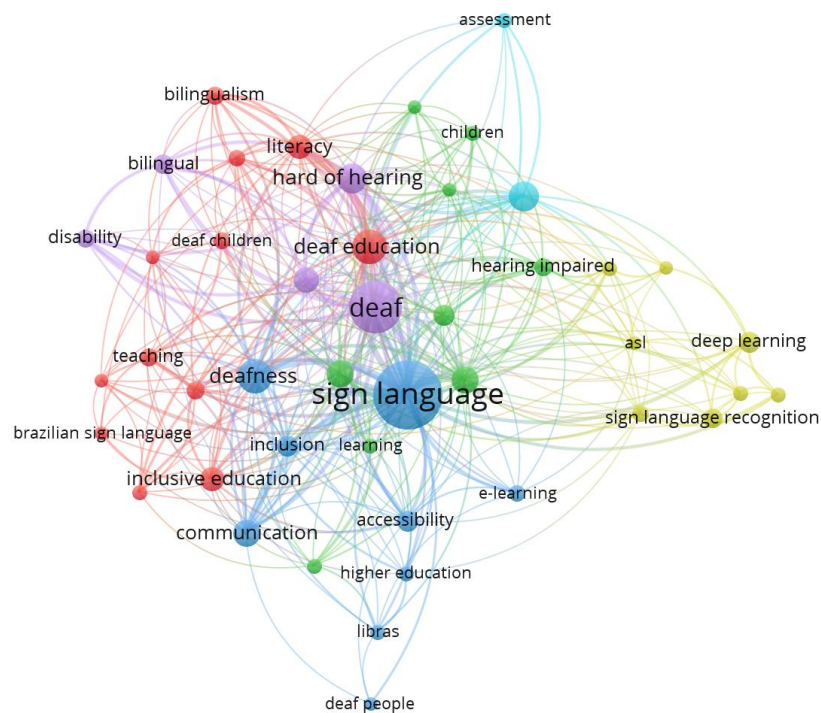 assessment
bilingualism
children
literacy
bilingual
hard of hearing
disability
deaf children
deaf education
hearing impaired
deaf
asl
deep learning
teaching
deafness
sign language
sign language recognition
brazilian sign language
inclusion
learning
inclusive education
e-learning
communication
accessibility
higher education
libras
deaf people